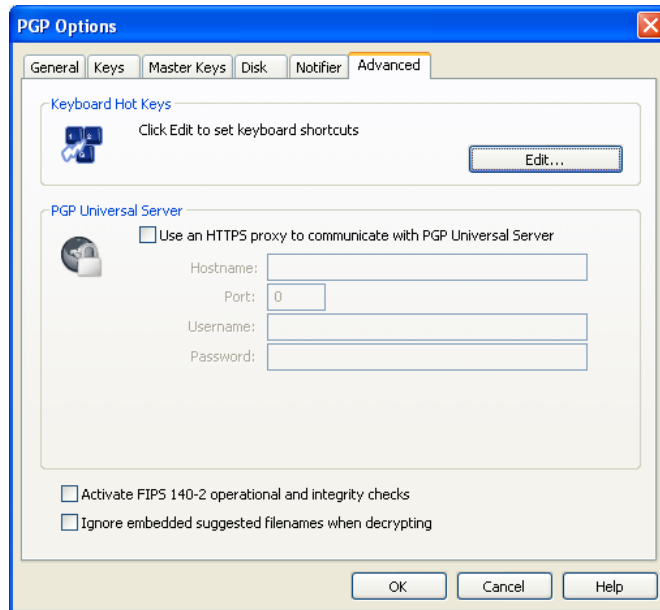 PGP Options
General Keys Master Keys Disk Notifier Advanced
Keyboard Hot Keys
Click Edit to set keyboard shortcuts
Edit...
PGP Universal Server
Use an HTTPS proxy to communicate with PGP Universal Server
Hostname:
Port: 0
Username:
Password:
Activate FIPS 140-2 operational and integrity checks
Ignore embedded suggested filenames when decrypting
OK Cancel Help